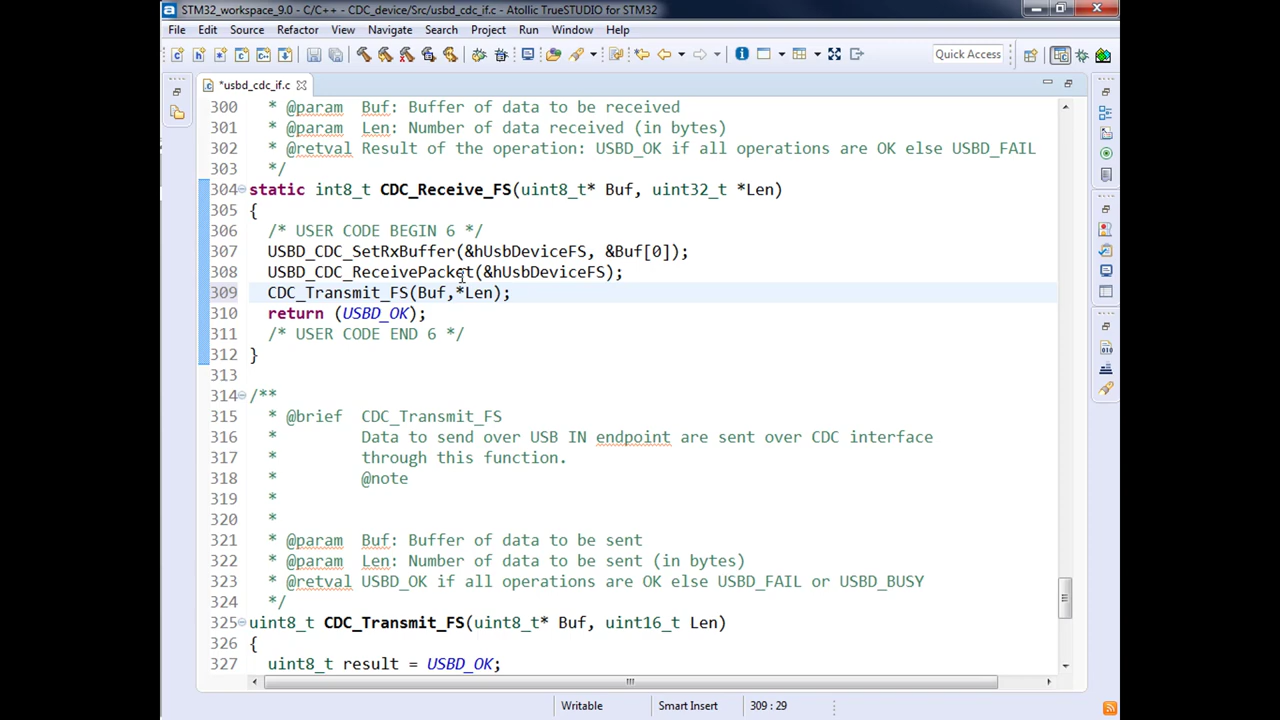 STM32_workspace_9.0 - C/C++ - CDC_device/Src/usbd_cdc_if.c - Atollic TrueSTUDIO for STM32
File Edit Source Refactor View Navigate Search Project Run Window Help
Quick Access
*usbd_cdc_if.c
300 * @param Buf: Buffer of data to be received
301 * @param Len: Number of data received (in bytes)
302 * @retval Result of the operation: USBD_OK if all operations are OK else USBD_FAIL
303 */
304 static int8_t CDC_Receive_FS(uint8_t* Buf, uint32_t *Len)
305 {
306 /* USER CODE BEGIN 6 */
307 USBD_CDC_SetRxBuffer(&hUsbDeviceFS, &Buf[0]);
308 USBD_CDC_ReceivePacket(&hUsbDeviceFS);
309 CDC_Transmit_FS(Buf,*Len);
310 return (USBD_OK);
311 /* USER CODE END 6 */
312 }
313
314 /**
315 * @brief CDC_Transmit_FS
316 * Data to send over USB IN endpoint are sent over CDC interface
317 * through this function.
318 * @note
319 *
320 *
321 * @param Buf: Buffer of data to be sent
322 * @param Len: Number of data to be sent (in bytes)
323 * @retval USBD_OK if all operations are OK else USBD_FAIL or USBD_BUSY
324 */
325 uint8_t CDC_Transmit_FS(uint8_t* Buf, uint16_t Len)
326 {
327 uint8_t result = USBD_OK;
Writable Smart Insert 309 : 29